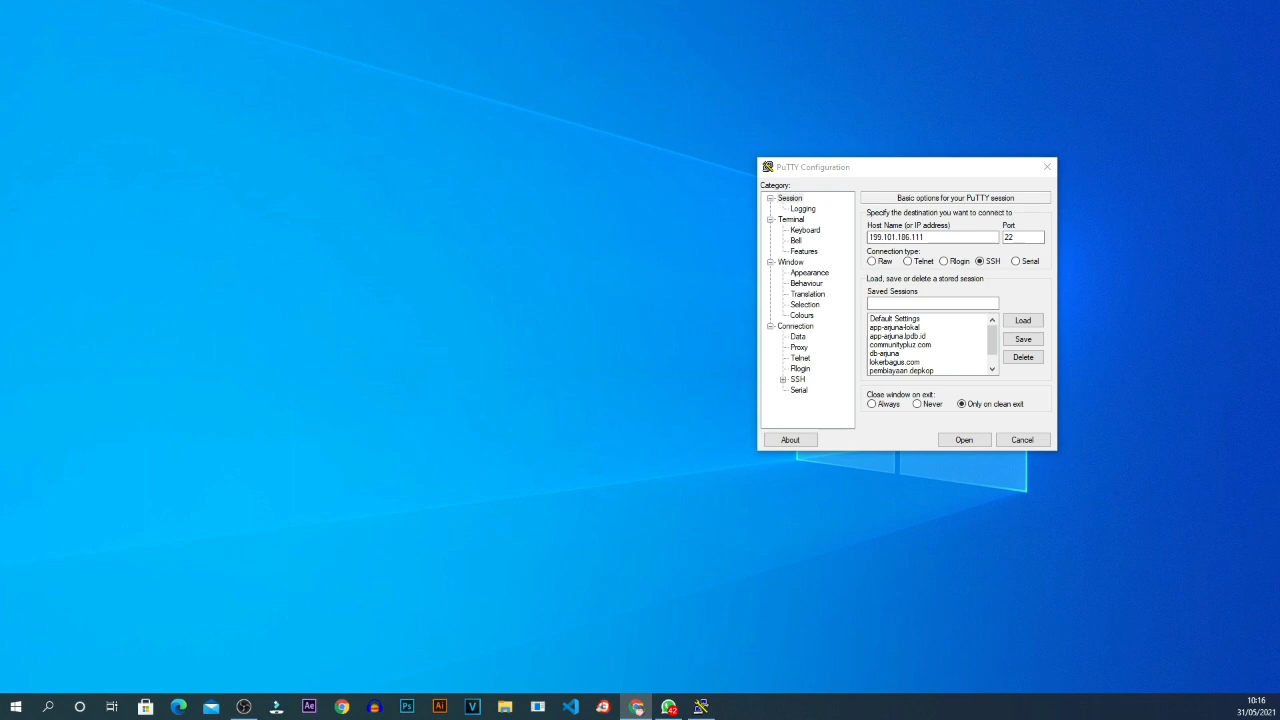 PuTTY Configuration
Category:
Session
Logging
Terminal
Keyboard
Bell
Features
Window
Appearance
Behaviour
Translation
Selection
Colours
Connection
Data
Proxy
Telnet
Rlogin
SSH
Serial
Basic options for your PuTTY session
Specify the destination you want to connect to
Host Name (or IP address) Port
199.101.186.111 22
Connection type:
Raw Telnet Rlogin SSH Serial
Load, save or delete a stored session
Saved Sessions
Default Settings
app-arjuna-lokal
app-arjuna.lpdb.id
communitypluz.com
db-arjuna
lokerbagus.com
pembiayaan.depkop
Load
Save
Delete
Close window on exit:
Always Never Only on clean exit
About Open Cancel
Ae Ps Ai V 42
10:16
31/05/2021